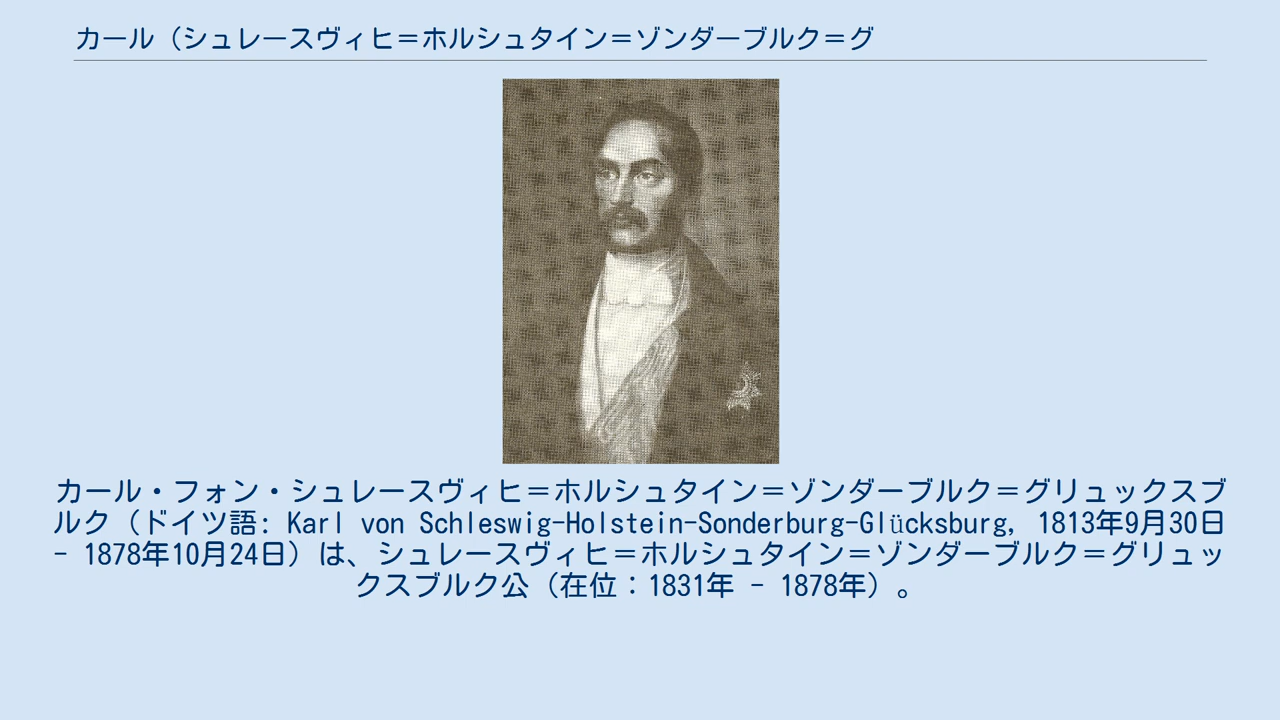 カール（シュレースヴィヒ＝ホルシュタイン＝ゾンダーブルク＝グ
カール・フォン・シュレースヴィヒ＝ホルシュタイン＝ゾンダーブルク＝グリュックスブ
ルク（ドイツ語: Karl von Schleswig-Holstein-Sonderburg-Glücksburg, 1813年9月30日
- 1878年10月24日）は、シュレースヴィヒ＝ホルシュタイン＝ゾンダーブルク＝グリュッ
クスブルク公（在位：1831年 - 1878年）。